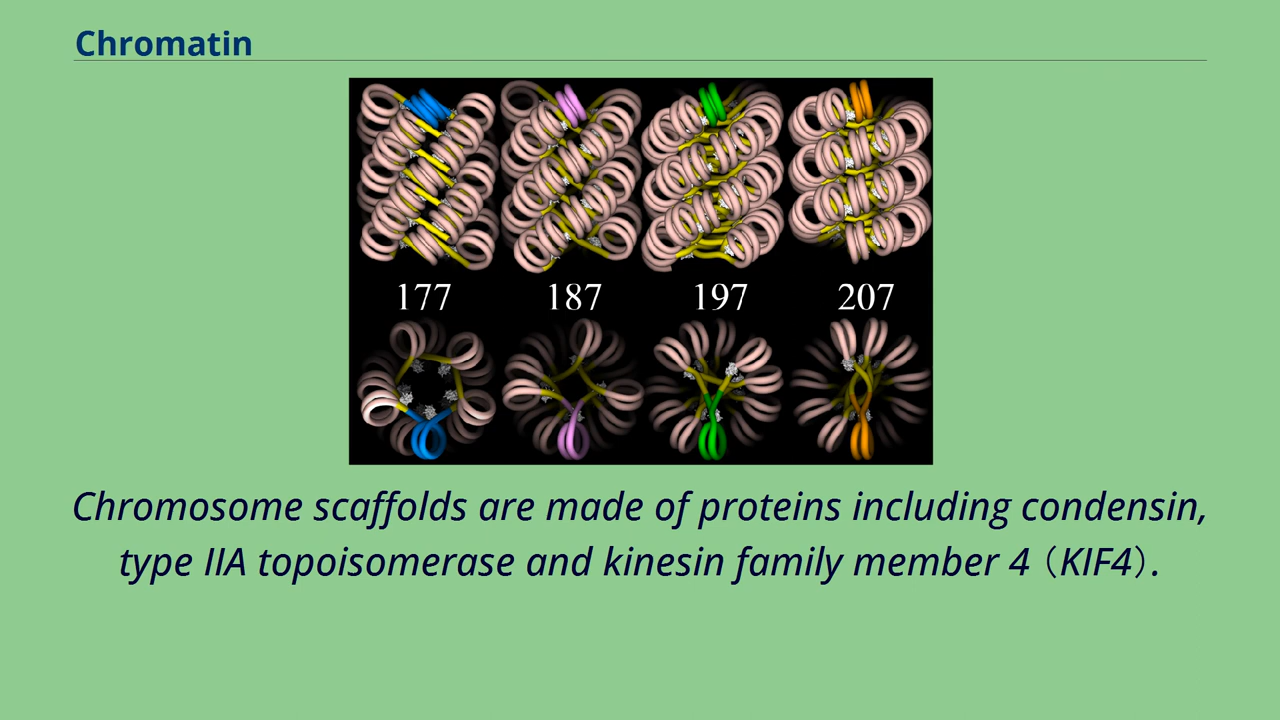 Chromatin
177 187 197 207
Chromosome scaffolds are made of proteins including condensin,
type IIA topoisomerase and kinesin family member 4（KIF4）.